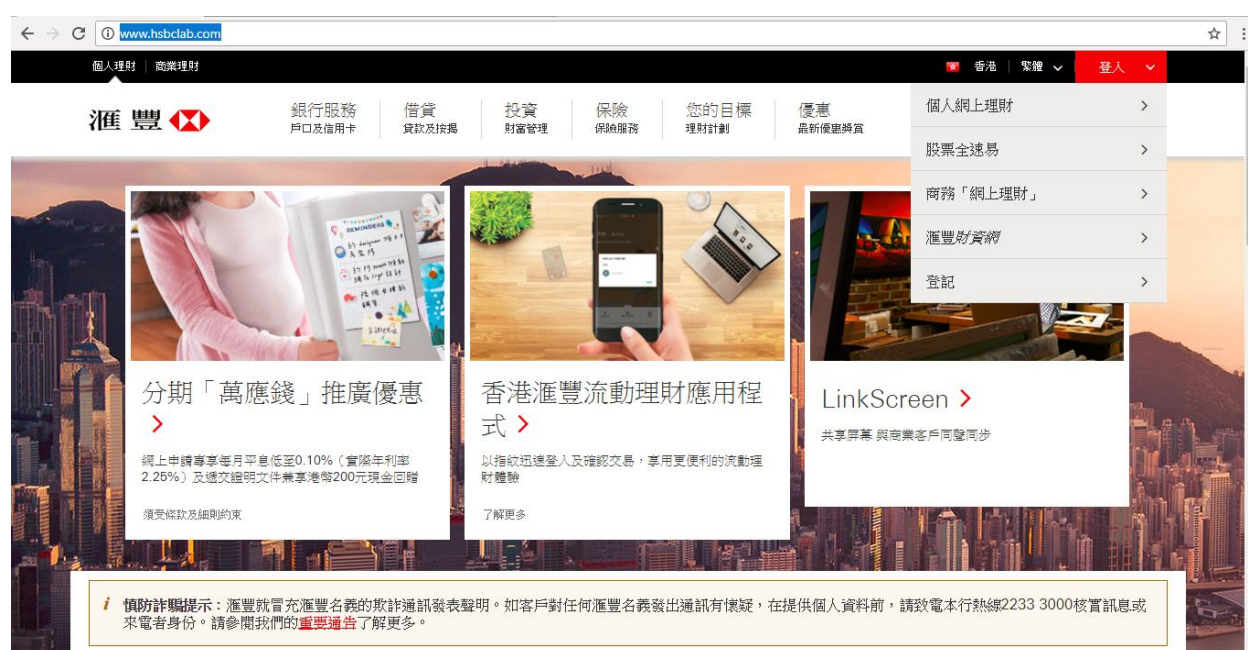 www.hsbclab.com
個人理財 商業理財 香港 繁體 登入
滙豐
銀行服務 借貸 投資 保險 您的目標 優惠
戶口及信用卡 貸款及按揭 財富管理 保險服務 理財計劃 最新優惠獎賞
個人網上理財
股票全速易
商務「網上理財」
滙豐財資網
登記
REMINDERS
分期「萬應錢」推廣優惠
網上申請專享每月平息低至0.10%（實際年利率
2.25%）及遞交證明文件兼享港幣200元現金回贈
須受條款及細則約束
香港滙豐流動理財應用程
式
以指紋迅速登入及確認交易，享用更便利的流動理
財體驗
了解更多
LinkScreen
共享屏幕 與商業客戶同聲同步
i 慎防詐騙提示：滙豐就冒充滙豐名義的欺詐通訊發表聲明。如客戶對任何滙豐名義發出通訊有懷疑，在提供個人資料前，請致電本行熱線2233 3000核實訊息或
來電者身份。請參閱我們的重要通告了解更多。